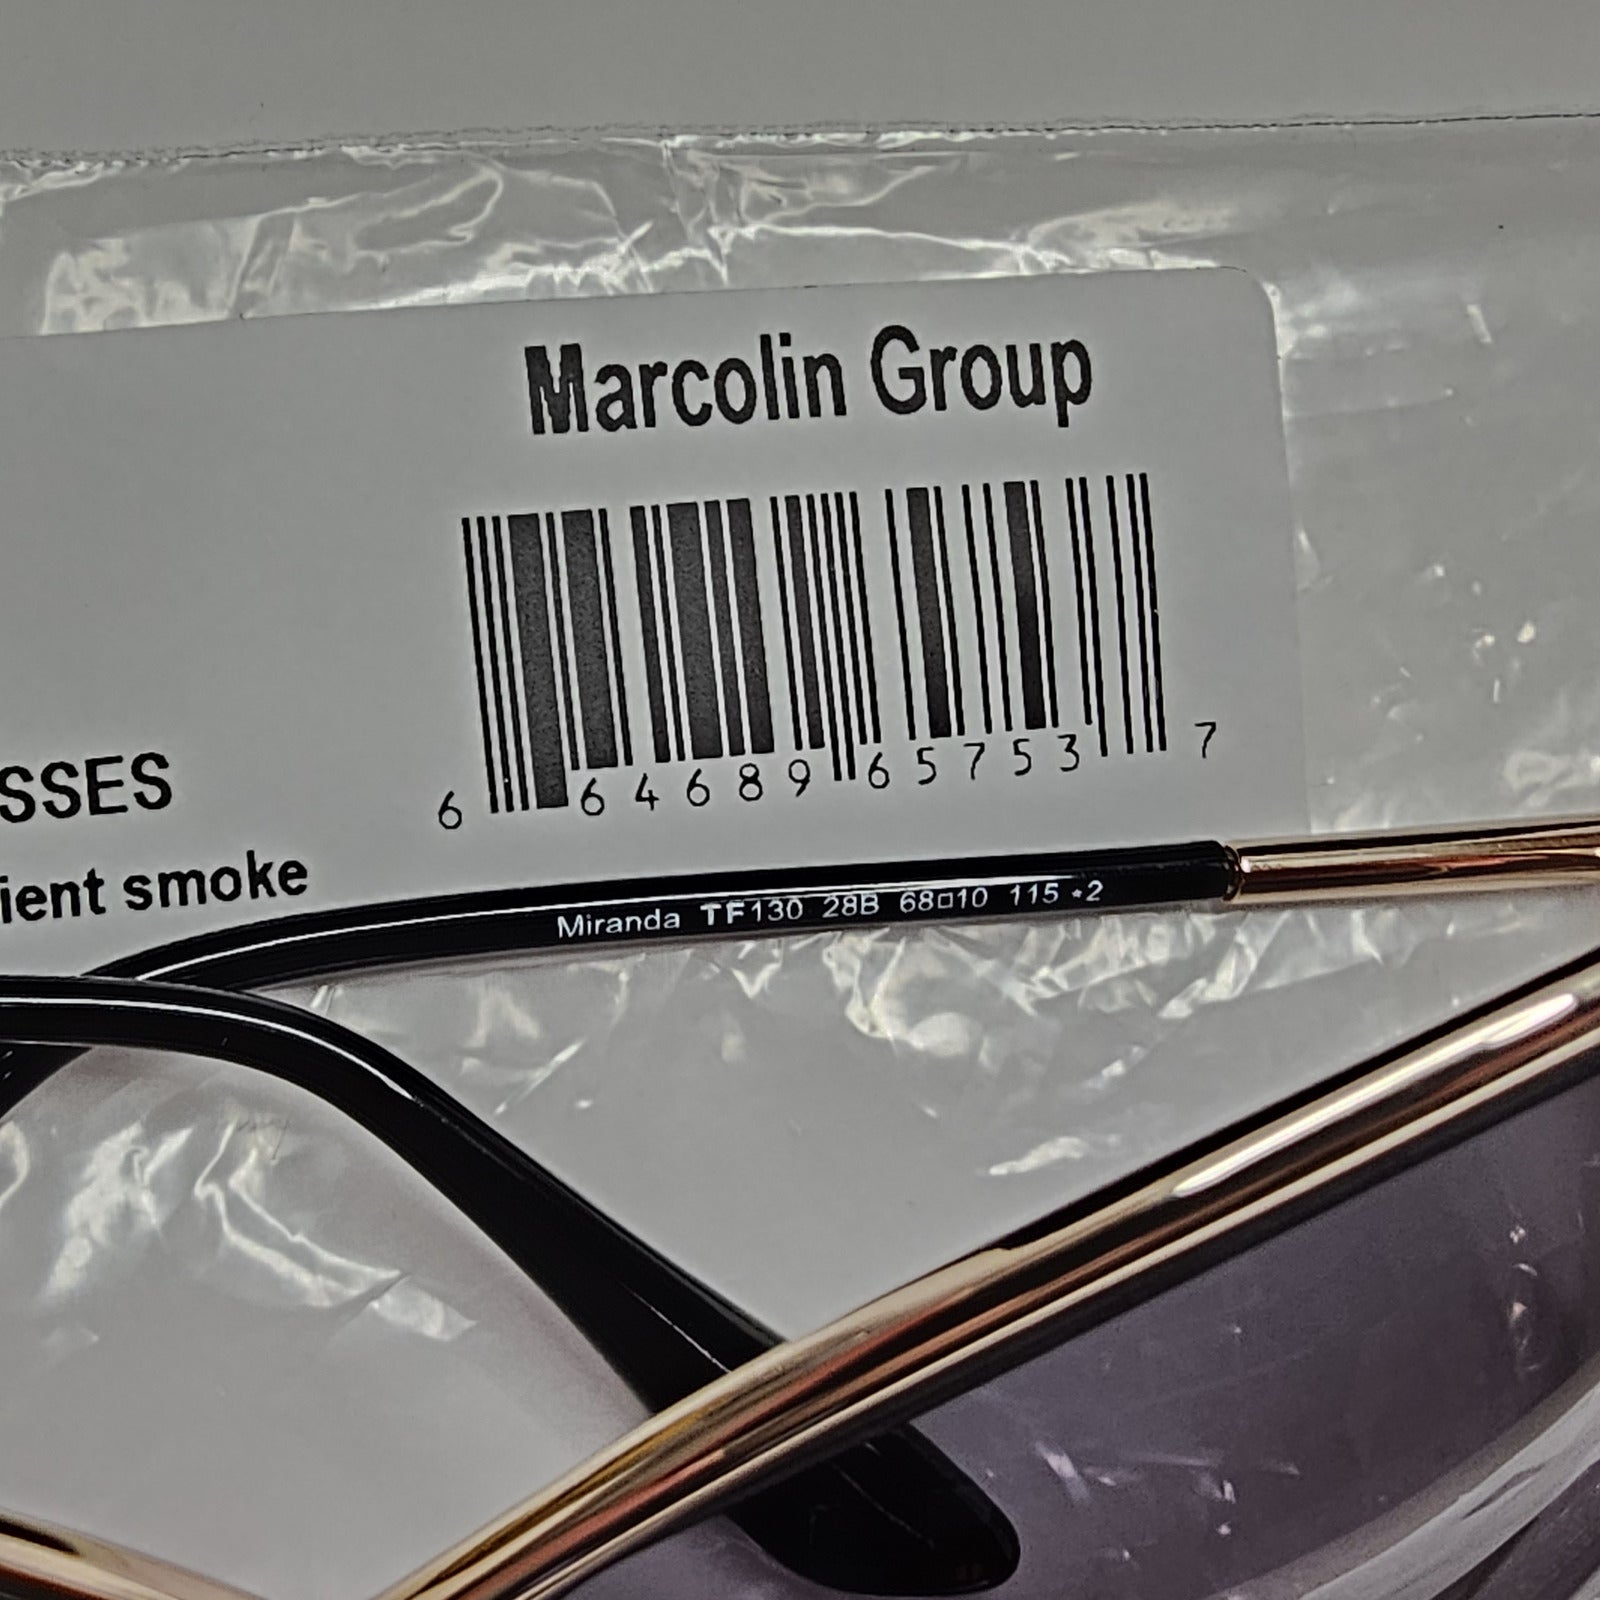 Marcolin Group
6 64689 65753 7
SSES
ient smoke
Miranda TF130 28B 68□10 115 *2